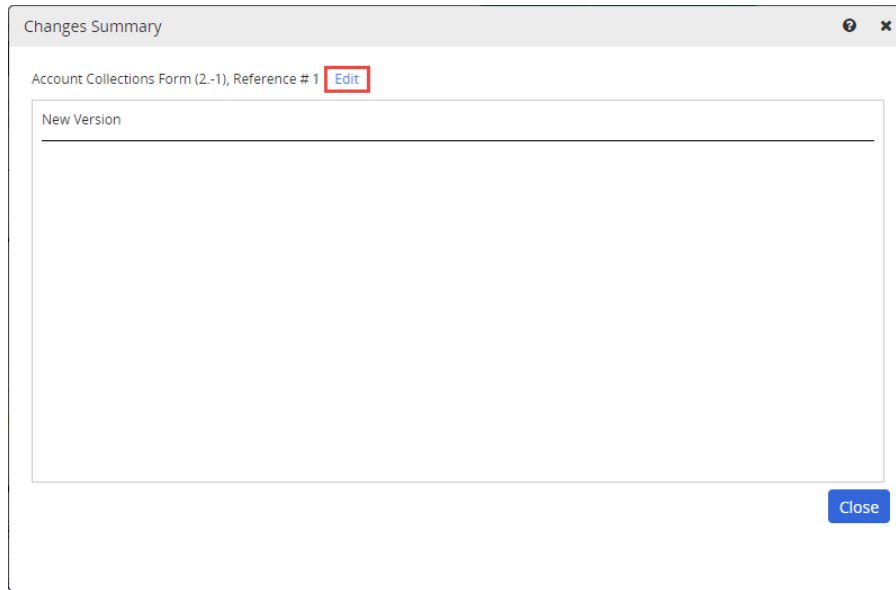 Changes Summary
Account Collections Form (2.-1), Reference # 1 Edit
New Version
Close